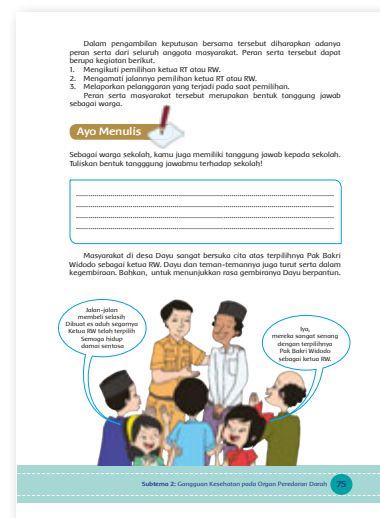 Dalam pengambilan keputusan bersama tersebut diharapkan adanya
peran serta dari seluruh anggota masyarakat. Peran serta tersebut dapat
berupa kegiatan berikut.
1. Mengikuti pemilihan ketua RT atau RW.
2. Mengamati jalannya pemilihan ketua RT atau RW.
3. Melaporkan pelanggaran yang terjadi pada saat pemilihan.
Peran serta masyarakat tersebut merupakan bentuk tanggung jawab
sebagai warga.
Ayo Menulis
Sebagai warga sekolah, kamu juga memiliki tanggung jawab kepada sekolah.
Tuliskan bentuk tangggung jawabmu terhadap sekolah!
Masyarakat di desa Dayu sangat bersuka cita atas terpilihnya Pak Bakri
Widodo sebagai ketua RW. Dayu dan teman-temannya juga turut serta dalam
kegembiraan. Bahkan, untuk menunjukkan rasa gembiranya Dayu berpantun.
Jalan-jalan
membeli selasih
Dibuat es aduh segarnya
Ketua RW telah terpilih
Semoga hidup
damai sentosa
Iya,
mereka sangat senang
dengan terpilihnya
Pak Bakri Widodo
sebagai ketua RW.
Subtema 2: Gangguan Kesehatan pada Organ Peredaran Darah 75